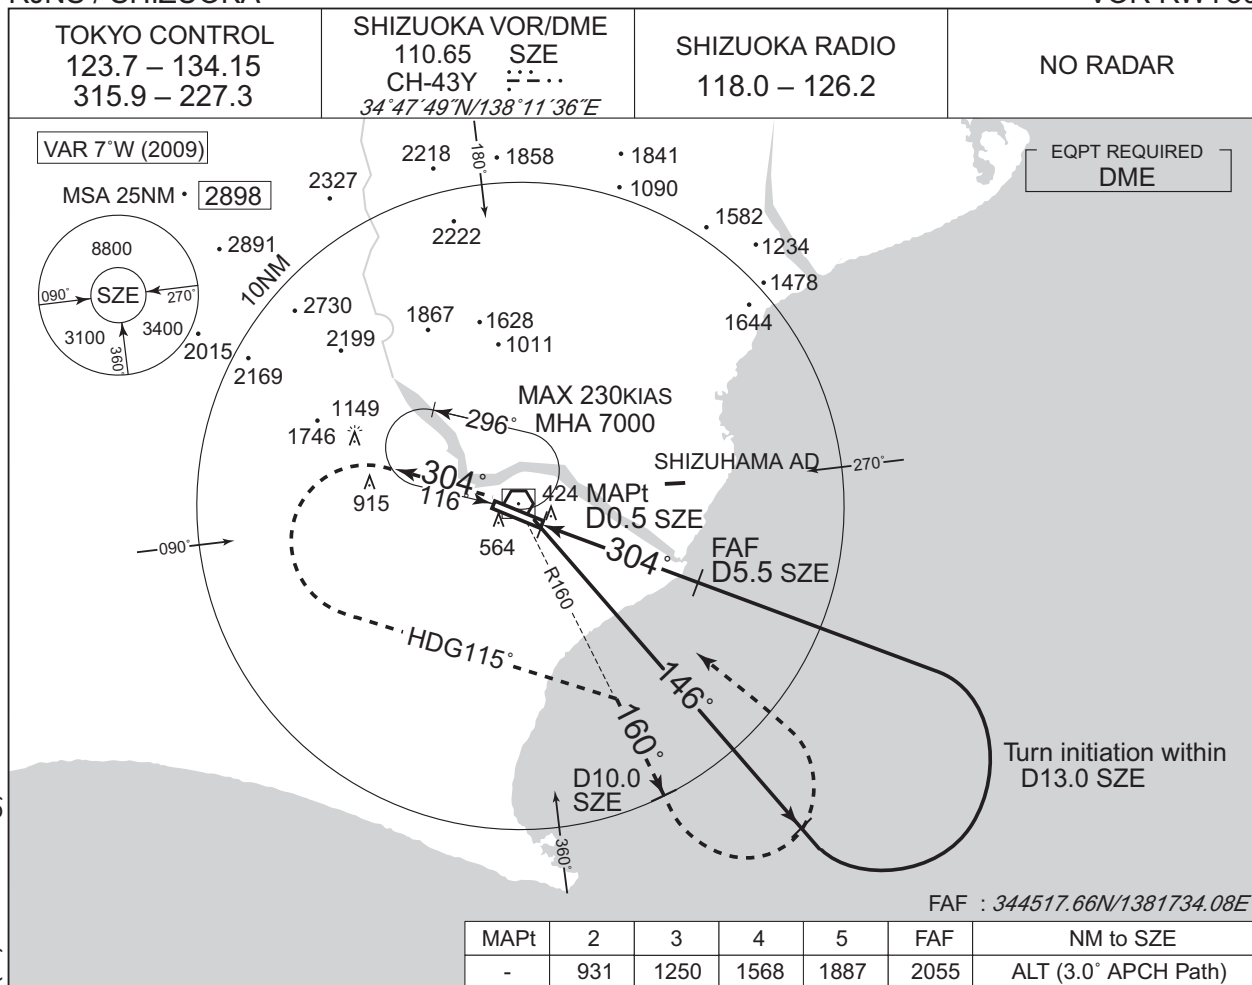 TOKYO CONTROL
123.7 – 134.15
315.9 – 227.3
SHIZUOKA VOR/DME
110.65 SZE
CH-43Y
34°47´49˝N/138°11´36˝E
SHIZUOKA RADIO
118.0 – 126.2
NO RADAR
VAR 7°W (2009)
MSA 25NM
2898
8800
SZE
090°
270°
3100
3400
360°
EQPT REQUIRED
DME
2218
180°
1858
1841
1090
2327
2222
1582
1234
2891
10NM
1478
1644
2730
1867
1628
2199
1011
2015
2169
MAX 230KIAS
MHA 7000
1149
1746
296°
SHIZUHAMA AD
270°
304°
116°
915
424
MAPt
D0.5 SZE
564
304°
FAF
D5.5 SZE
090°
R160
HDG115°
146°
160°
D10.0
SZE
Turn initiation within
D13.0 SZE
360°
FAF : 344517.66N/1381734.08E
MAPt 2 3 4 5 FAF NM to SZE
- 931 1250 1568 1887 2055 ALT (3.0° APCH Path)